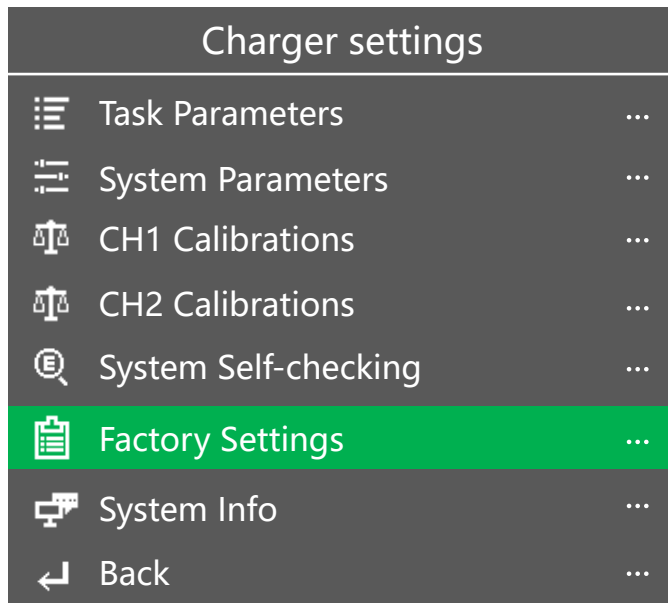 Charger settings
Task Parameters ...
System Parameters ...
CH1 Calibrations ...
CH2 Calibrations ...
System Self-checking ...
Factory Settings ...
System Info ...
Back ...